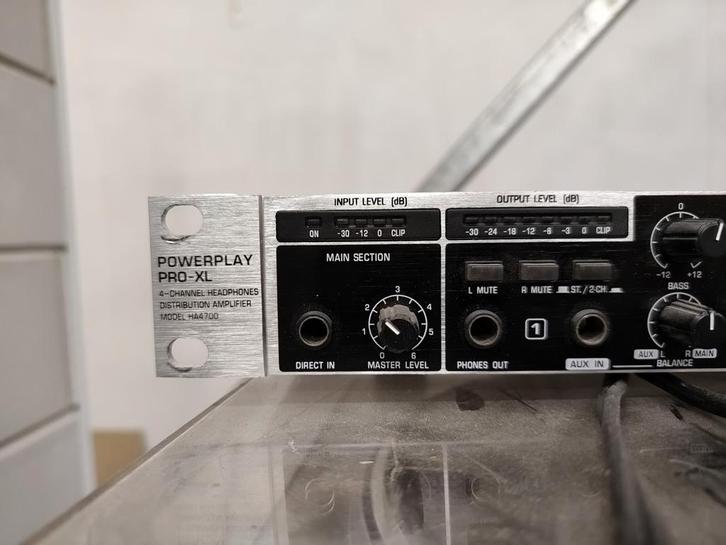 POWERPLAY
PRO-XL
4-CHANNEL HEADPHONES
DISTRIBUTION AMPLIFIER
MODEL HA4700
INPUT LEVEL (dB)
ON -30 -12 0 CLIP
MAIN SECTION
DIRECT IN
0 1 2 3 4 5 6
MASTER LEVEL
OUTPUT LEVEL (dB)
-30 -24 -18 -12 -6 -3 0 CLIP
L MUTE
R MUTE
ST./2-CH.
1
PHONES OUT
AUX IN
0
-12 +12
BASS
AUX L R MAIN
BALANCE